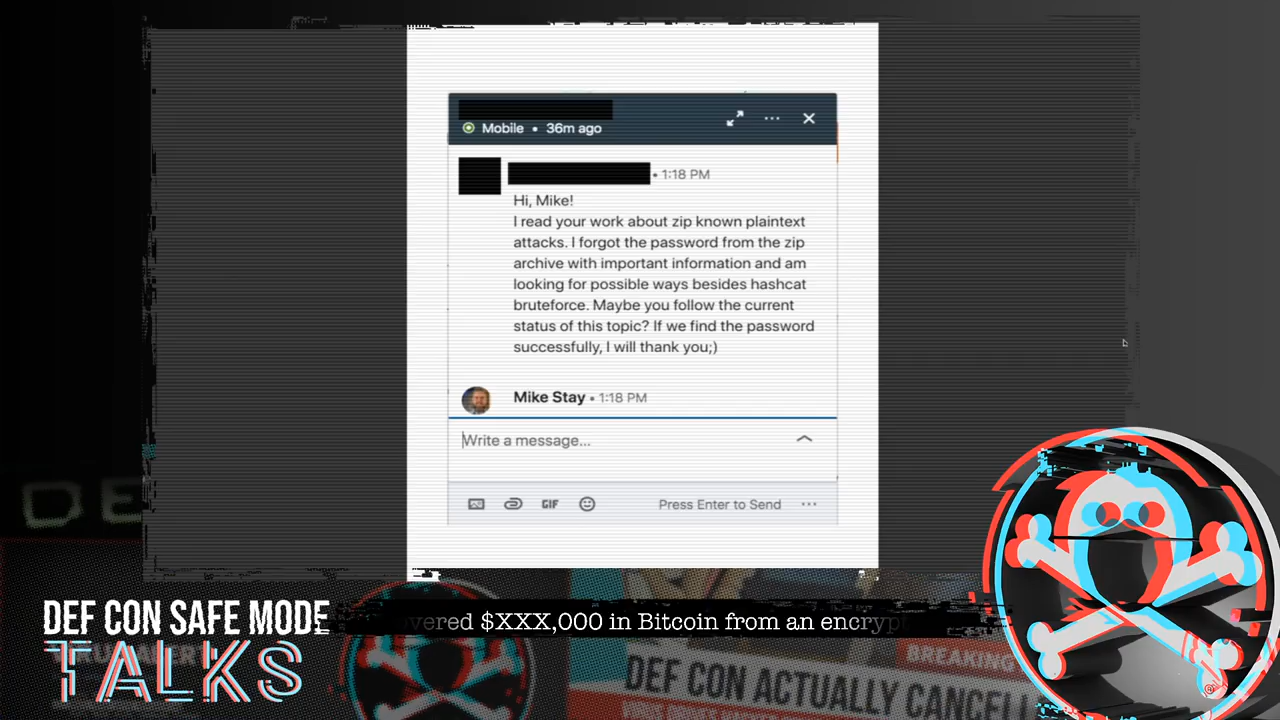 Mobile • 36m ago
• 1:18 PM
Hi, Mike!
I read your work about zip known plaintext
attacks. I forgot the password from the zip
archive with important information and am
looking for possible ways besides hashcat
bruteforce. Maybe you follow the current
status of this topic? If we find the password
successfully, I will thank you;)
Mike Stay • 1:18 PM
Write a message...
GIF
Press Enter to Send
DEF CON SAFE MODE
TALKS
vered $XXX,000 in Bitcoin from an encrypt
BREAKING
DEF CON ACTUALLY CANCELL